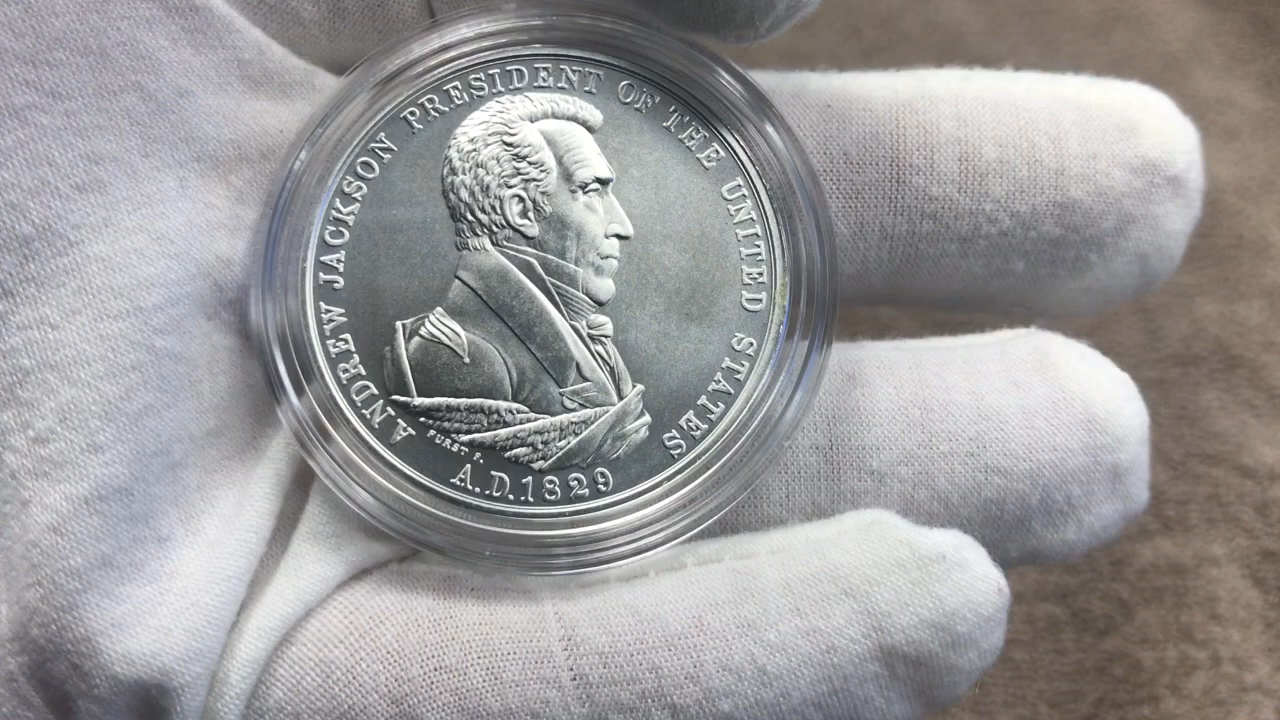 ANDREW JACKSON PRESIDENT OF THE UNITED STATES
FURST F.
A.D.1829